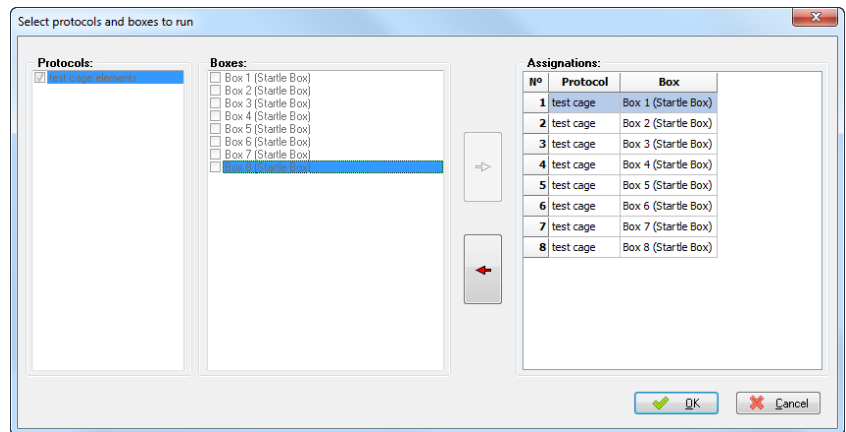 Select protocols and boxes to run
Protocols:
test cage elements
Boxes:
Box 1 (Startle Box)
Box 2 (Startle Box)
Box 3 (Startle Box)
Box 4 (Startle Box)
Box 5 (Startle Box)
Box 6 (Startle Box)
Box 7 (Startle Box)
Box 8 (Startle Box)
Assignations:
Nº Protocol Box
1 test cage Box 1 (Startle Box)
2 test cage Box 2 (Startle Box)
3 test cage Box 3 (Startle Box)
4 test cage Box 4 (Startle Box)
5 test cage Box 5 (Startle Box)
6 test cage Box 6 (Startle Box)
7 test cage Box 7 (Startle Box)
8 test cage Box 8 (Startle Box)
OK Cancel